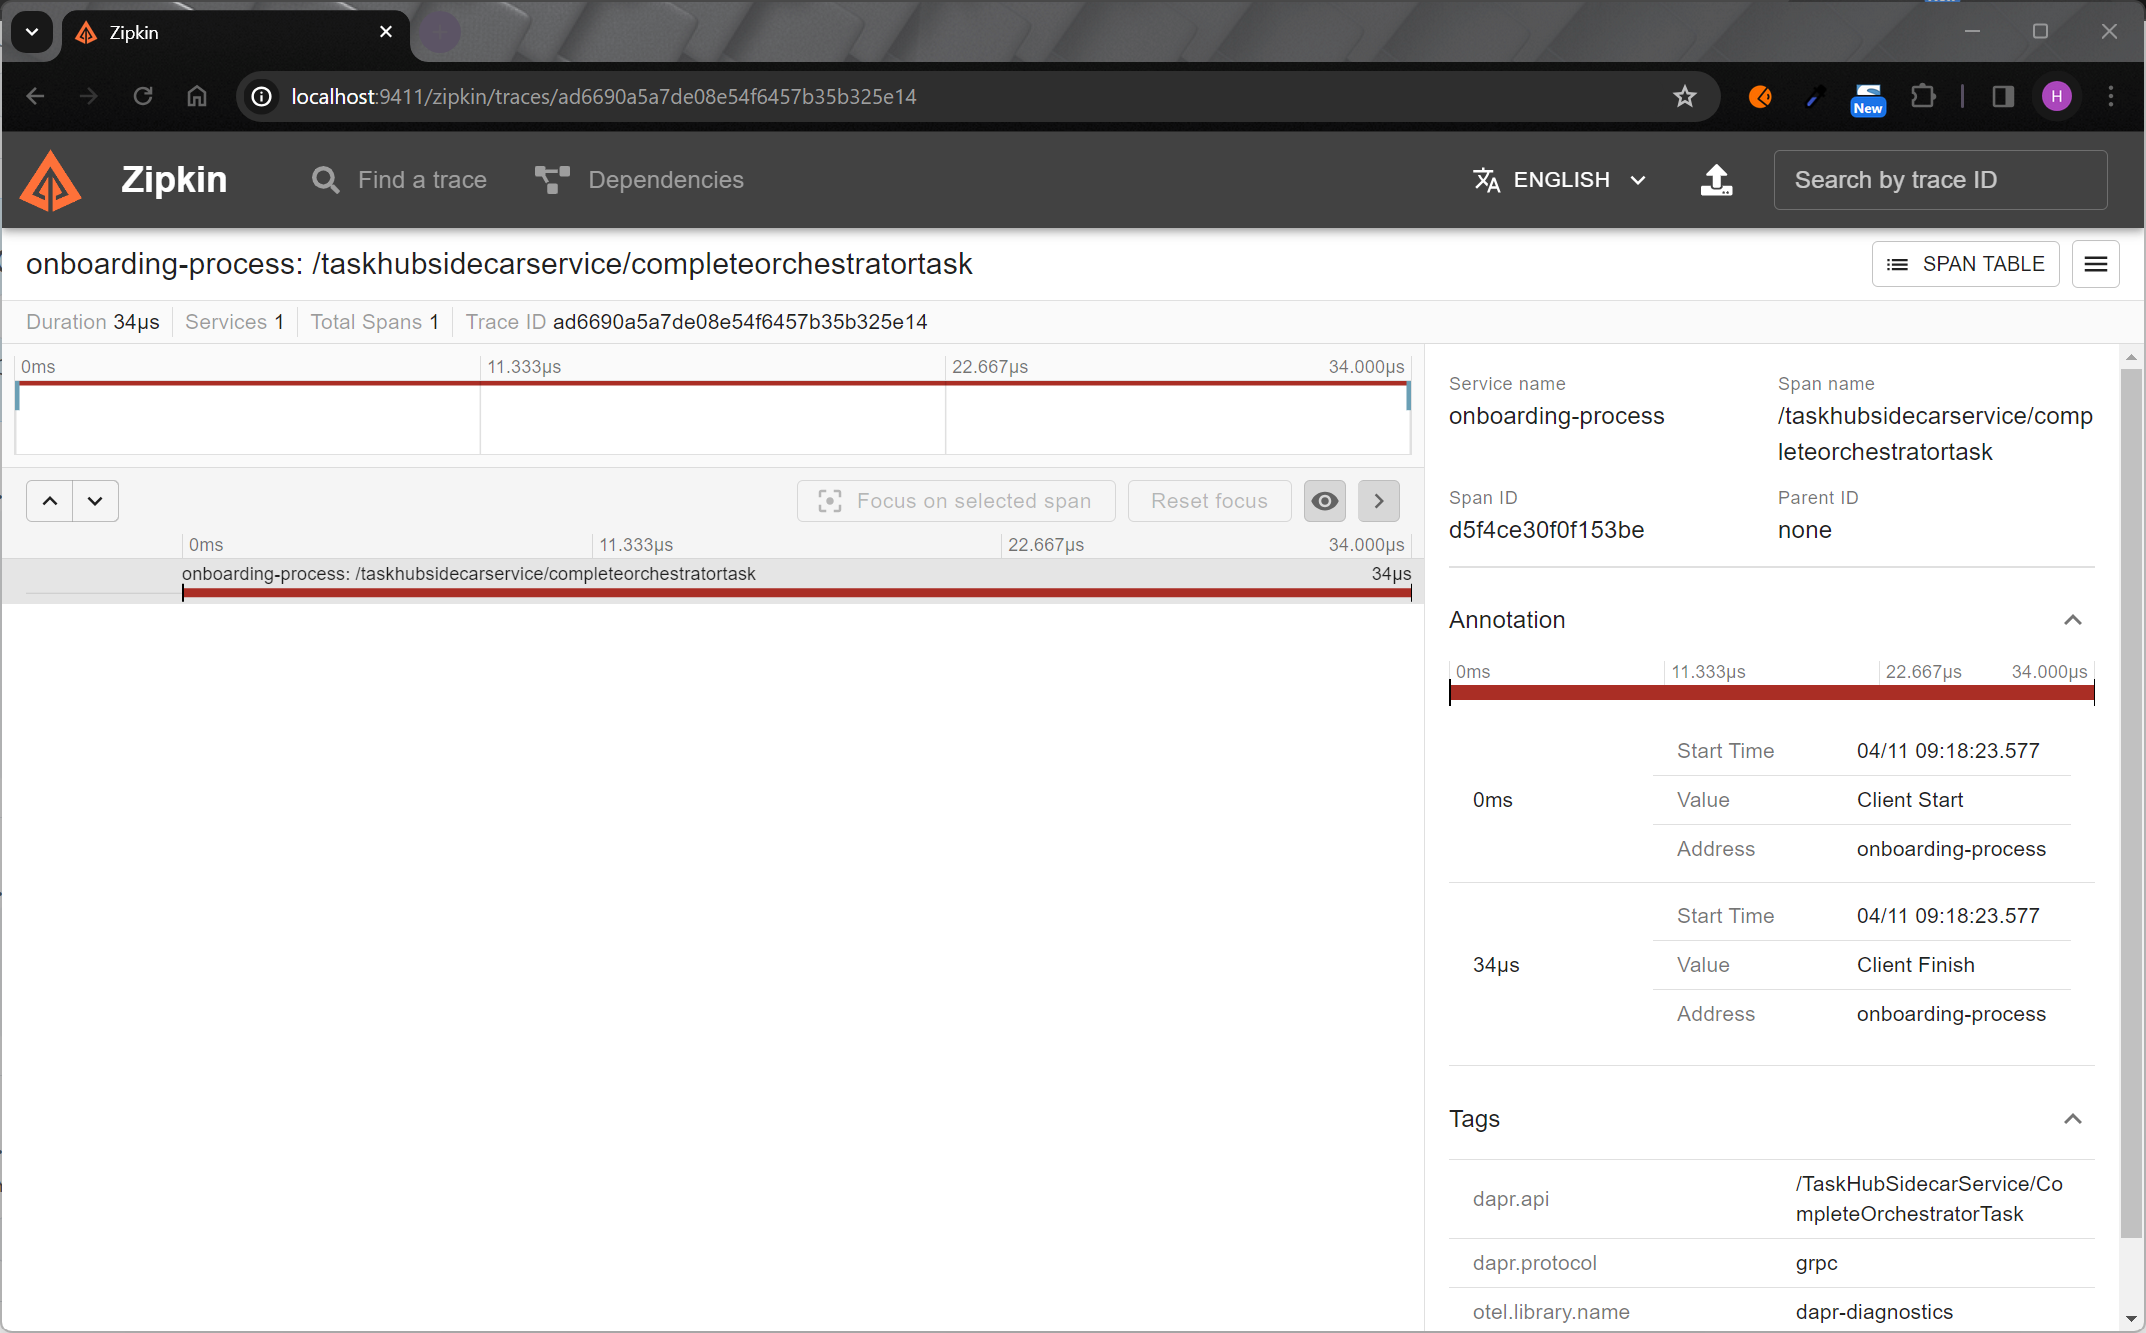 Zipkin
localhost:9411/zipkin/traces/ad6690a5a7de08e54f6457b35b325e14
New
H
Zipkin
Find a trace
Dependencies
ENGLISH
Search by trace ID
onboarding-process: /taskhubsidecarservice/completeorchestratortask
SPAN TABLE
Duration 34μs Services 1 Total Spans 1 Trace ID ad6690a5a7de08e54f6457b35b325e14
0ms 11.333μs 22.667μs 34.000μs
Focus on selected span
Reset focus
0ms 11.333μs 22.667μs 34.000μs
onboarding-process: /taskhubsidecarservice/completeorchestratortask 34μs
Service name
onboarding-process
Span name
/taskhubsidecarservice/comp
leteorchestratortask
Span ID
d5f4ce30f0f153be
Parent ID
none
Annotation
0ms 11.333μs 22.667μs 34.000μs
0ms
Start Time 04/11 09:18:23.577
Value Client Start
Address onboarding-process
34μs
Start Time 04/11 09:18:23.577
Value Client Finish
Address onboarding-process
Tags
dapr.api
/TaskHubSidecarService/Co
mpleteOrchestratorTask
dapr.protocol grpc
otel.library.name dapr-diagnostics